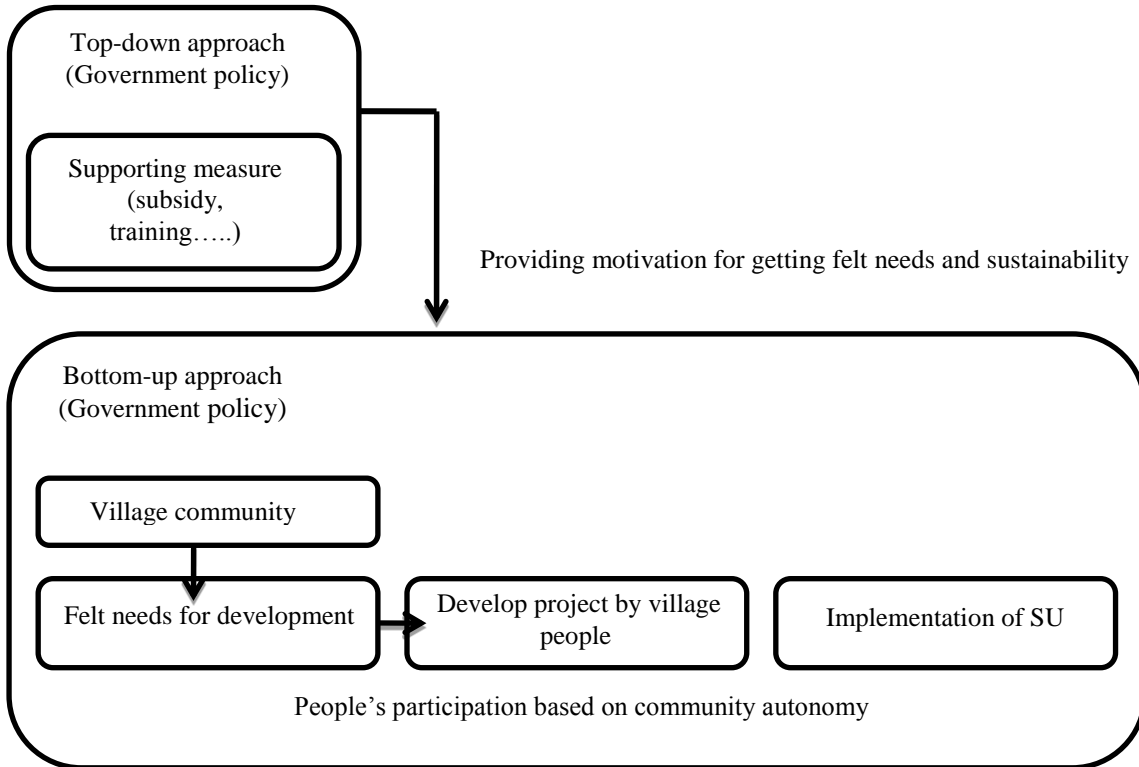 Top-down approach
(Government policy)
Supporting measure
(subsidy,
training…..)
Providing motivation for getting felt needs and sustainability
Bottom-up approach
(Government policy)
Village community
Felt needs for development
Develop project by village
people
Implementation of SU
People’s participation based on community autonomy